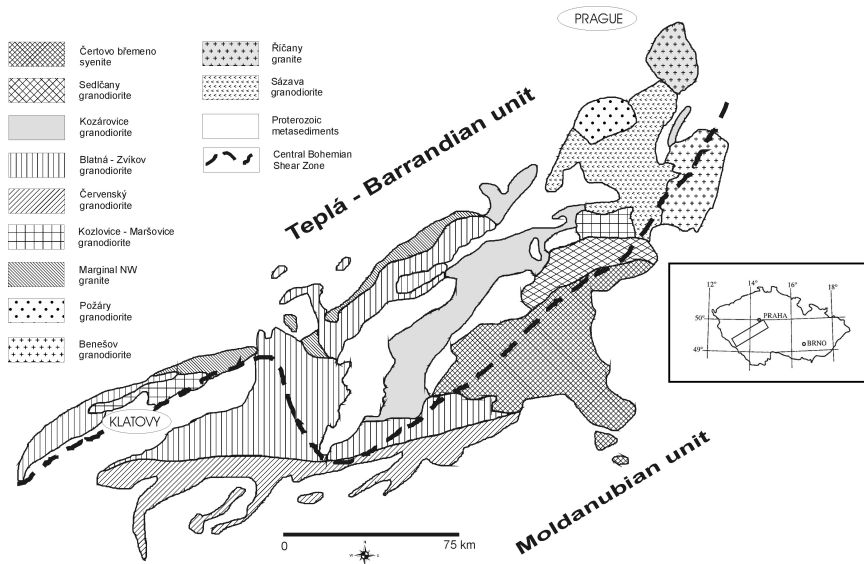 PRAGUE
Čertovo břemeno
syenite
Sedlčany
granodiorite
Kozárovice
granodiorite
Blatná - Zvíkov
granodiorite
Červenský
granodiorite
Kozlovice - Maršovice
granodiorite
Marginal NW
granite
Požáry
granodiorite
Benešov
granodiorite
Říčany
granite
Sázava
granodiorite
Proterozoic
metasediments
Central Bohemian
Shear Zone
Teplá - Barrandian unit
KLATOVY
Moldanubian unit
0 75 km
N
W
S
12° 14° 16° 18°
50°
PRAHA
49°
BRNO